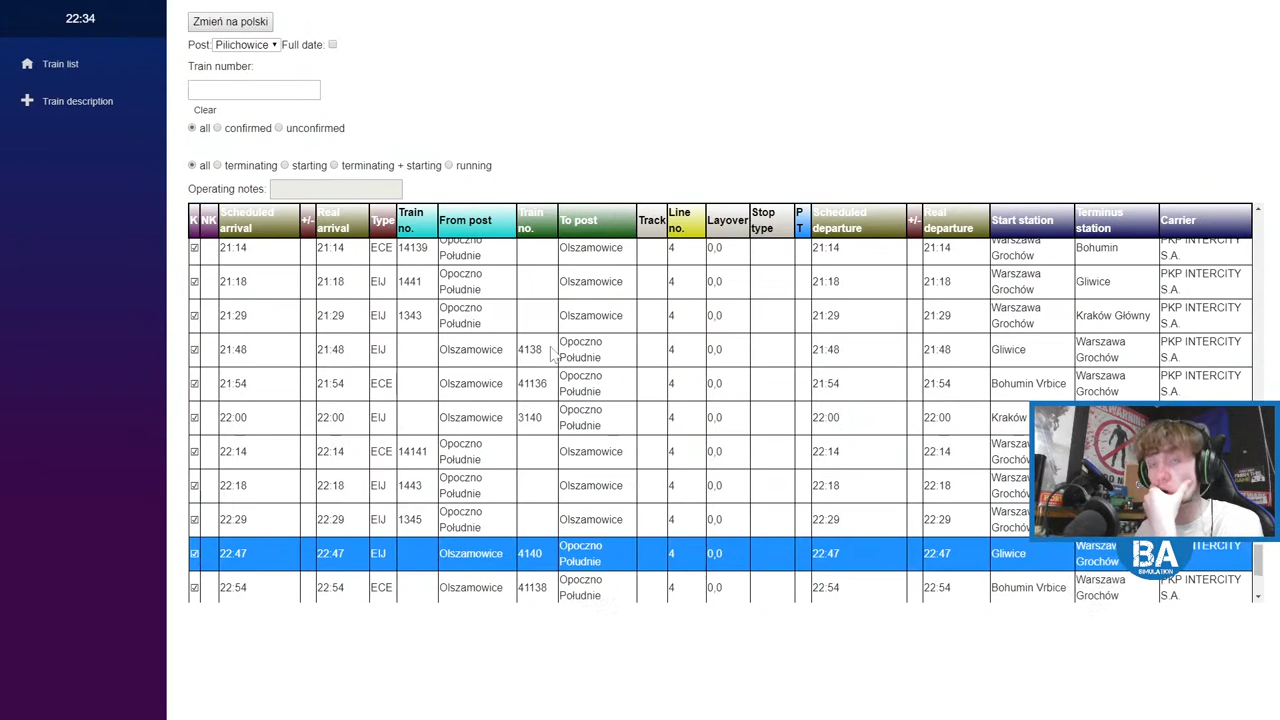 22:34
Train list
Train description
Zmień na polski
Post: Pilichowice Full date:
Train number:
Clear
all confirmed unconfirmed
all terminating starting terminating + starting running
Operating notes:
K NK Scheduled arrival +/- Real arrival Type Train no. From post Train no. To post Track Line no. Layover Stop type P T Scheduled departure +/- Real departure Start station Terminus station Carrier
21:14 21:14 ECE 14139 Opoczno Południe Olszamowice 4 0,0 21:14 21:14 Warszawa Grochów Bohumin PKP INTERCITY S.A.
21:18 21:18 EIJ 1441 Opoczno Południe Olszamowice 4 0,0 21:18 21:18 Warszawa Grochów Gliwice PKP INTERCITY S.A.
21:29 21:29 EIJ 1343 Opoczno Południe Olszamowice 4 0,0 21:29 21:29 Warszawa Grochów Kraków Główny PKP INTERCITY S.A.
21:48 21:48 EIJ Olszamowice 4138 Opoczno Południe 4 0,0 21:48 21:48 Gliwice Warszawa Grochów PKP INTERCITY S.A.
21:54 21:54 ECE Olszamowice 41136 Opoczno Południe 4 0,0 21:54 21:54 Bohumin Vrbice Warszawa Grochów PKP INTERCITY S.A.
22:00 22:00 EIJ Olszamowice 3140 Opoczno Południe 4 0,0 22:00 22:00 Kraków
22:14 22:14 ECE 14141 Opoczno Południe Olszamowice 4 0,0 22:14 22:14 Warszawa Grochów
22:18 22:18 EIJ 1443 Opoczno Południe Olszamowice 4 0,0 22:18 22:18 Warszawa Grochów
22:29 22:29 EIJ 1345 Opoczno Południe Olszamowice 4 0,0 22:29 22:29 Warszawa Grochów
22:47 22:47 EIJ Olszamowice 4140 Opoczno Południe 4 0,0 22:47 22:47 Gliwice Warszawa Grochów INTERCITY
22:54 22:54 ECE Olszamowice 41138 Opoczno Południe 4 0,0 22:54 22:54 Bohumin Vrbice Warszawa Grochów PKP INTERCITY S.A.
BA
SIMULATION